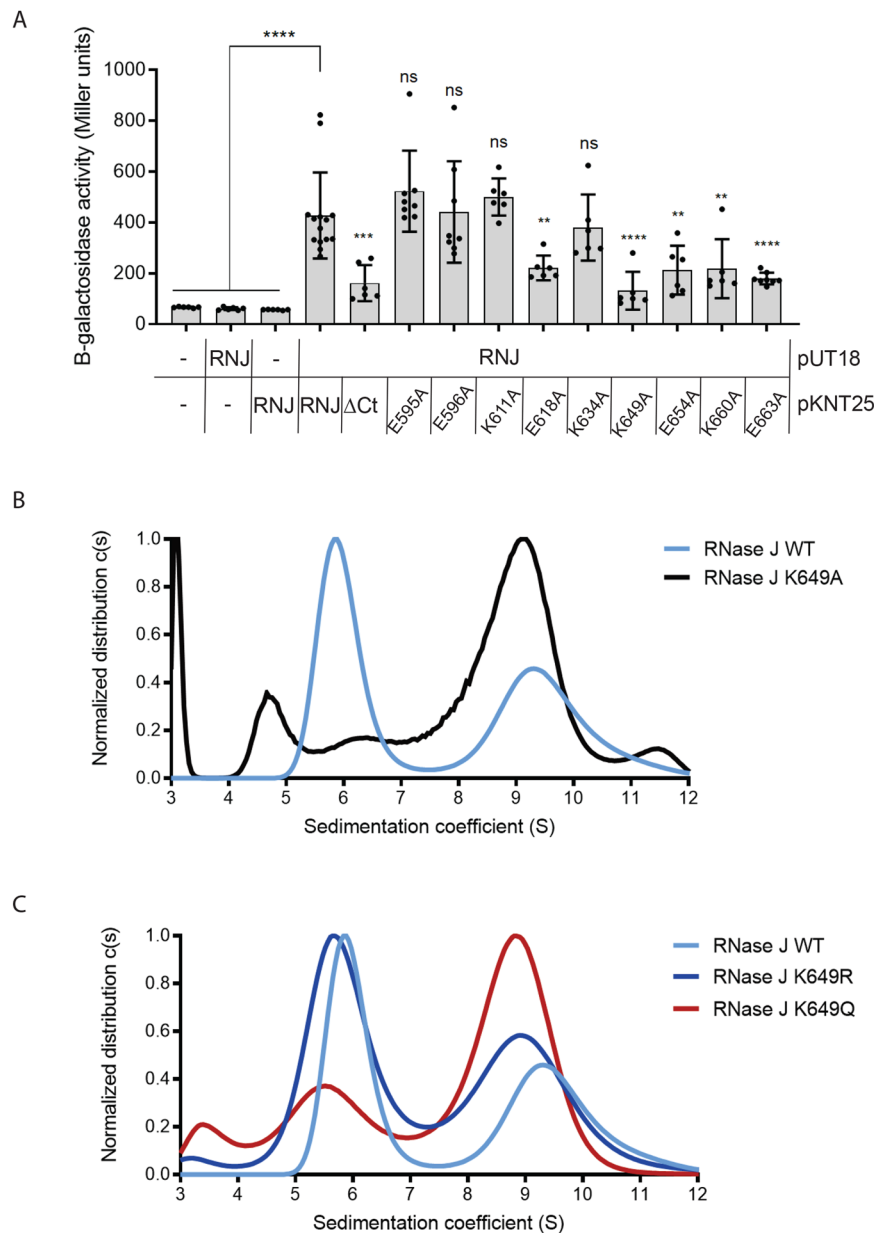 A
B-galactosidase activity (Miller units)
1000
800
600
400
200
0
****
***
ns
ns
ns
**
ns
****
**
**
****
- RNJ - RNJ pUT18
- - RNJ RNJ ΔCt E595A E596A K611A E618A K634A K649A E654A K660A E663A pKNT25
B
Normalized distribution c(s)
1.0
0.8
0.6
0.4
0.2
0.0
3 4 5 6 7 8 9 10 11 12
Sedimentation coefficient (S)
RNase J WT
RNase J K649A
C
Normalized distribution c(s)
1.0
0.8
0.6
0.4
0.2
0.0
3 4 5 6 7 8 9 10 11 12
Sedimentation coefficient (S)
RNase J WT
RNase J K649R
RNase J K649Q